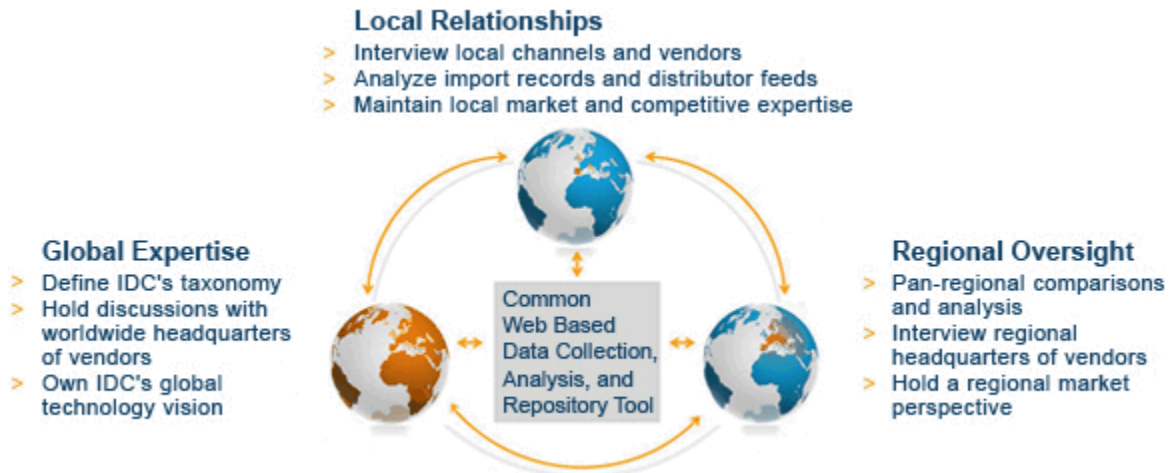 Local Relationships
> Interview local channels and vendors
> Analyze import records and distributor feeds
> Maintain local market and competitive expertise
Global Expertise
> Define IDC's taxonomy
> Hold discussions with
worldwide headquarters
of vendors
> Own IDC's global
technology vision
Common
Web Based
Data Collection,
Analysis, and
Repository Tool
Regional Oversight
> Pan-regional comparisons
and analysis
> Interview regional
headquarters of vendors
> Hold a regional market
perspective